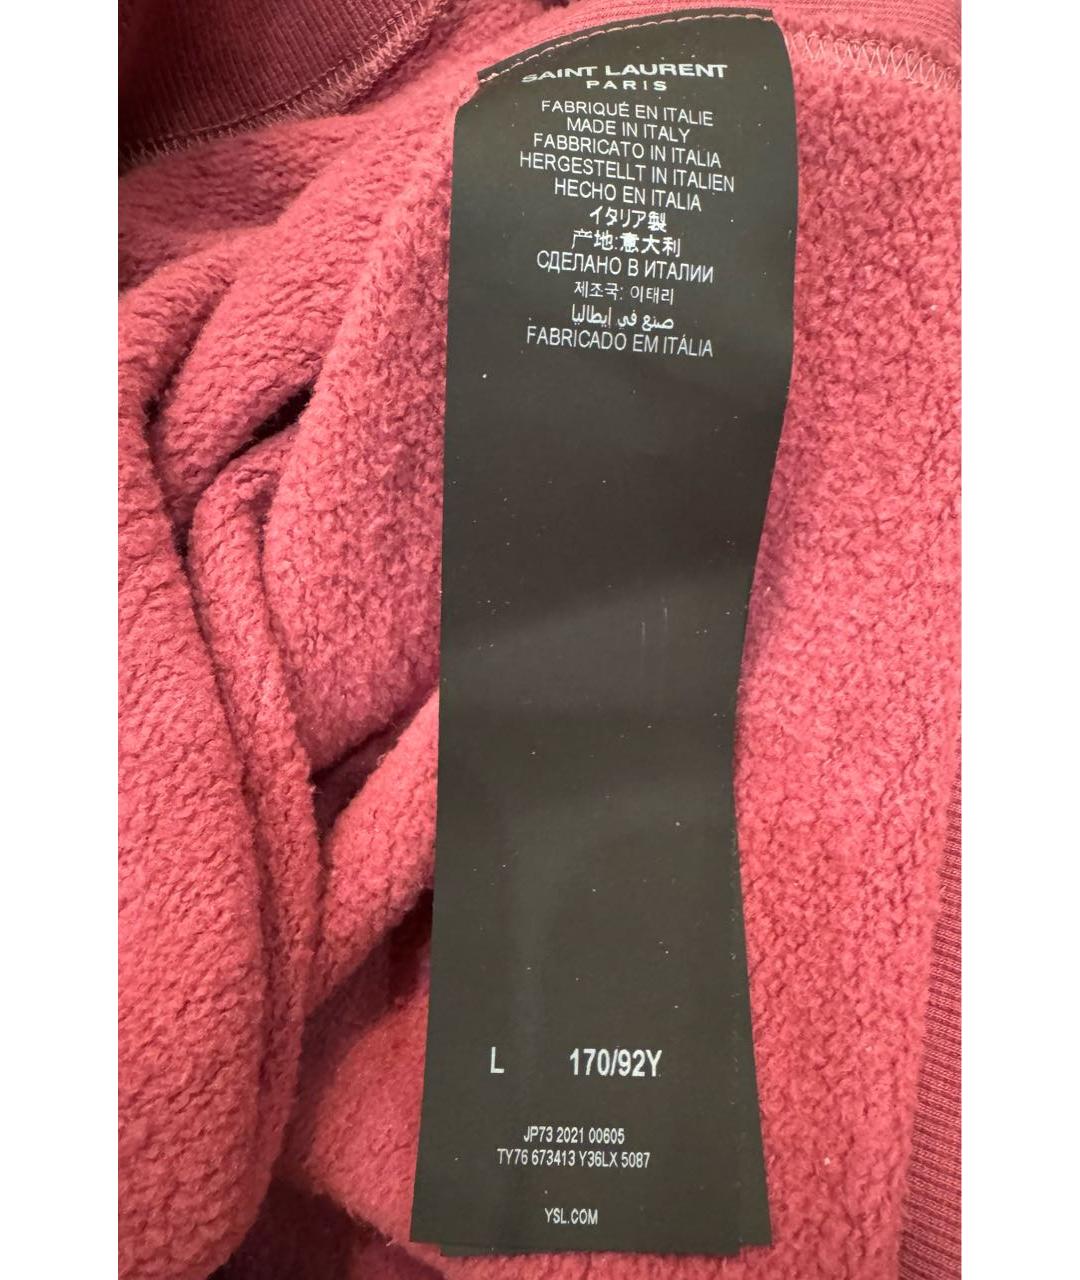 SAINT LAURENT
PARIS
FABRIQUÉ EN ITALIE
MADE IN ITALY
FABBRICATO IN ITALIA
HERGESTELLT IN ITALIEN
HECHO EN ITALIA
イタリア製
产地:意大利
СДЕЛАНО В ИТАЛИИ
제조국: 이태리
صنع في إيطاليا
FABRICADO EM ITÁLIA
L 170/92Y
JP73 2021 00605
TY76 673413 Y36LX 5087
YSL.COM